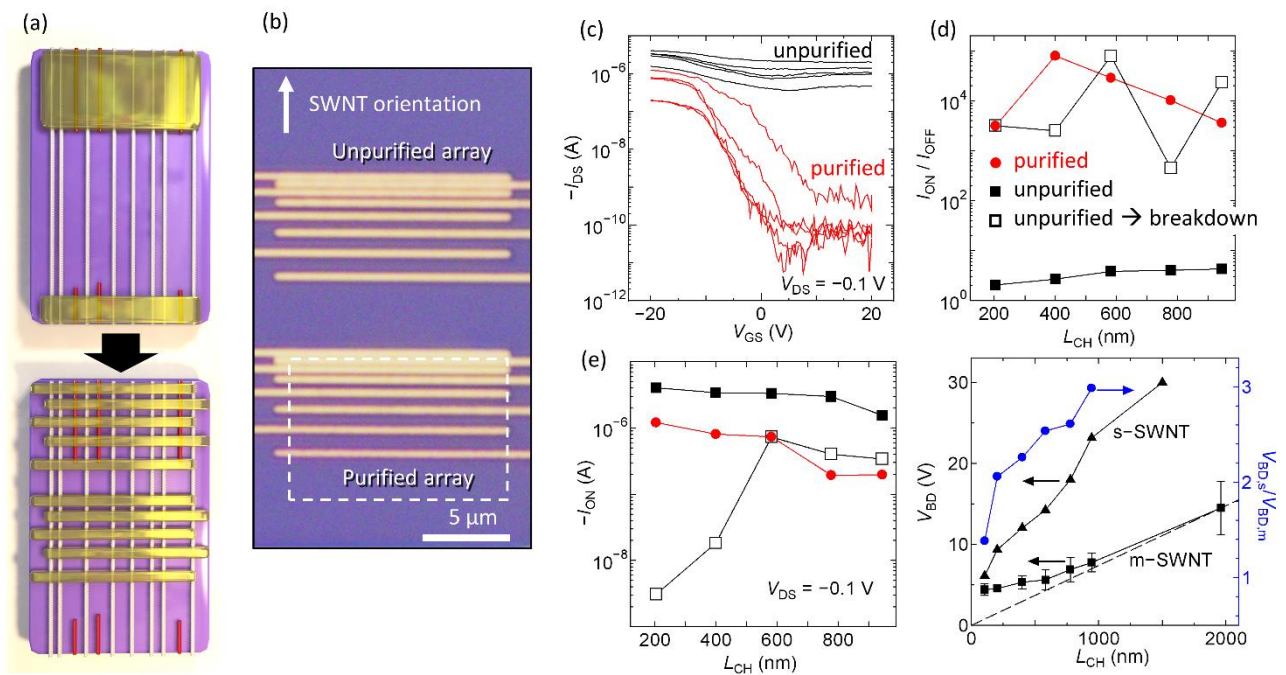 (a)
(b)
SWNT orientation
Unpurified array
Purified array
5 μm
(c)
unpurified
purified
V_DS = −0.1 V
−I_DS (A)
10^−6
10^−8
10^−10
10^−12
−20
0
20
V_GS (V)
(d)
I_ON / I_OFF
10^4
10^2
10^0
purified
unpurified
unpurified → breakdown
200
400
600
800
L_CH (nm)
(e)
−I_ON (A)
10^−6
10^−8
V_DS = −0.1 V
200
400
600
800
L_CH (nm)
V_BD (V)
30
20
10
0
s−SWNT
m−SWNT
0
500
1000
1500
2000
L_CH (nm)
3
2
1
V_BD,s/V_BD,m